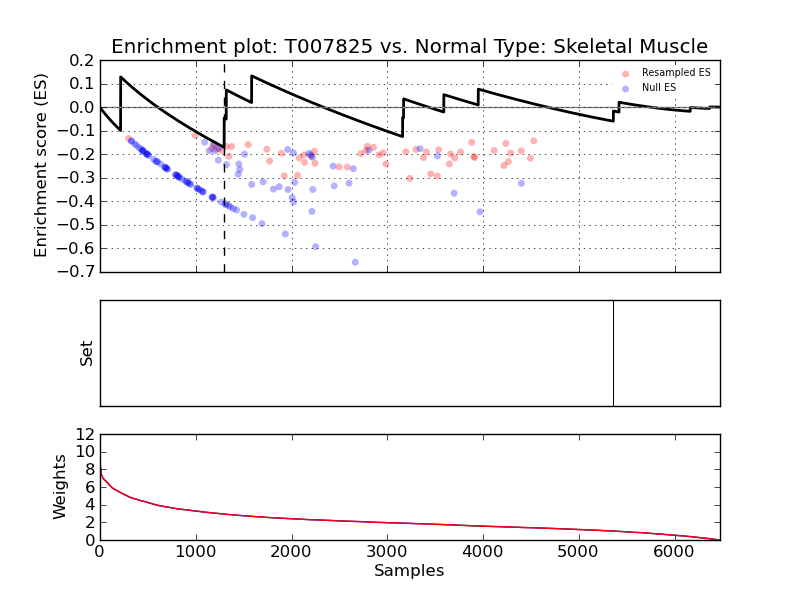 Enrichment plot: T007825 vs. Normal Type: Skeletal Muscle
Enrichment score (ES)
0.2
0.1
0.0
−0.1
−0.2
−0.3
−0.4
−0.5
−0.6
−0.7
Resampled ES
Null ES
Set
Weights
12
10
8
6
4
2
0
0 1000 2000 3000 4000 5000 6000
Samples